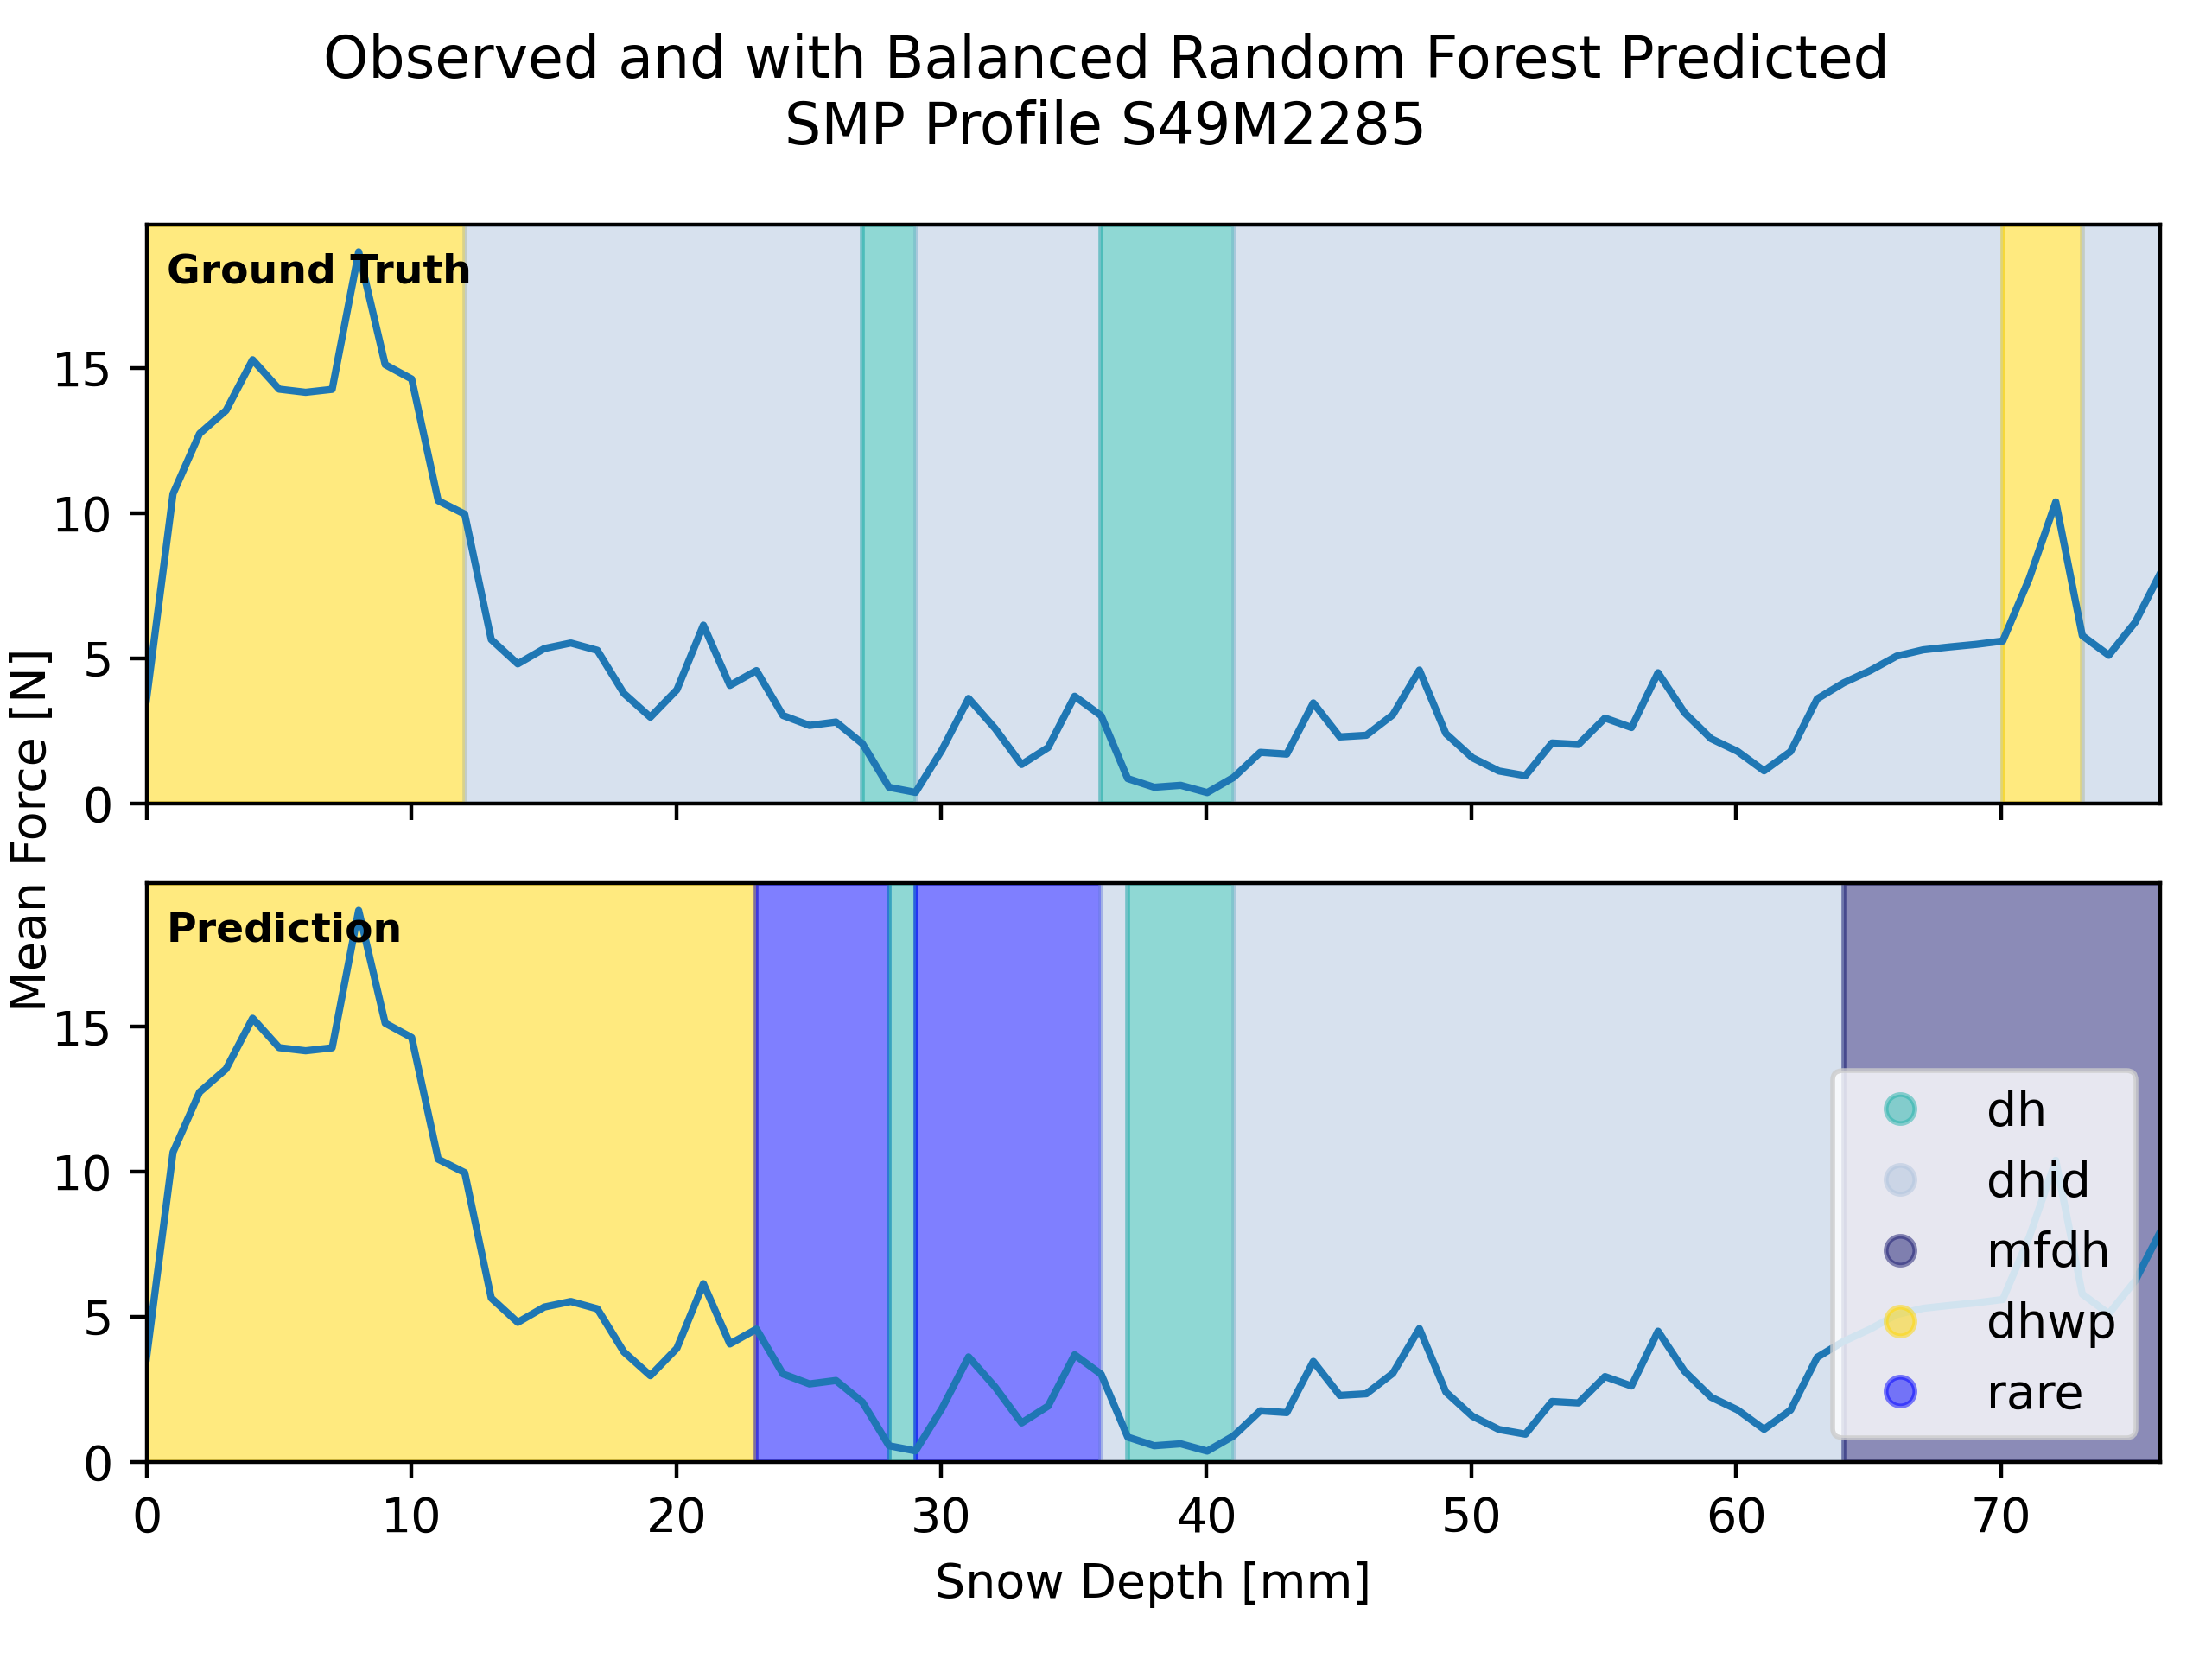 Observed and with Balanced Random Forest Predicted
SMP Profile S49M2285
Ground Truth
15
10
5
0
Mean Force [N]
Prediction
15
10
5
0
dh
dhid
mfdh
dhwp
rare
0 10 20 30 40 50 60 70
Snow Depth [mm]